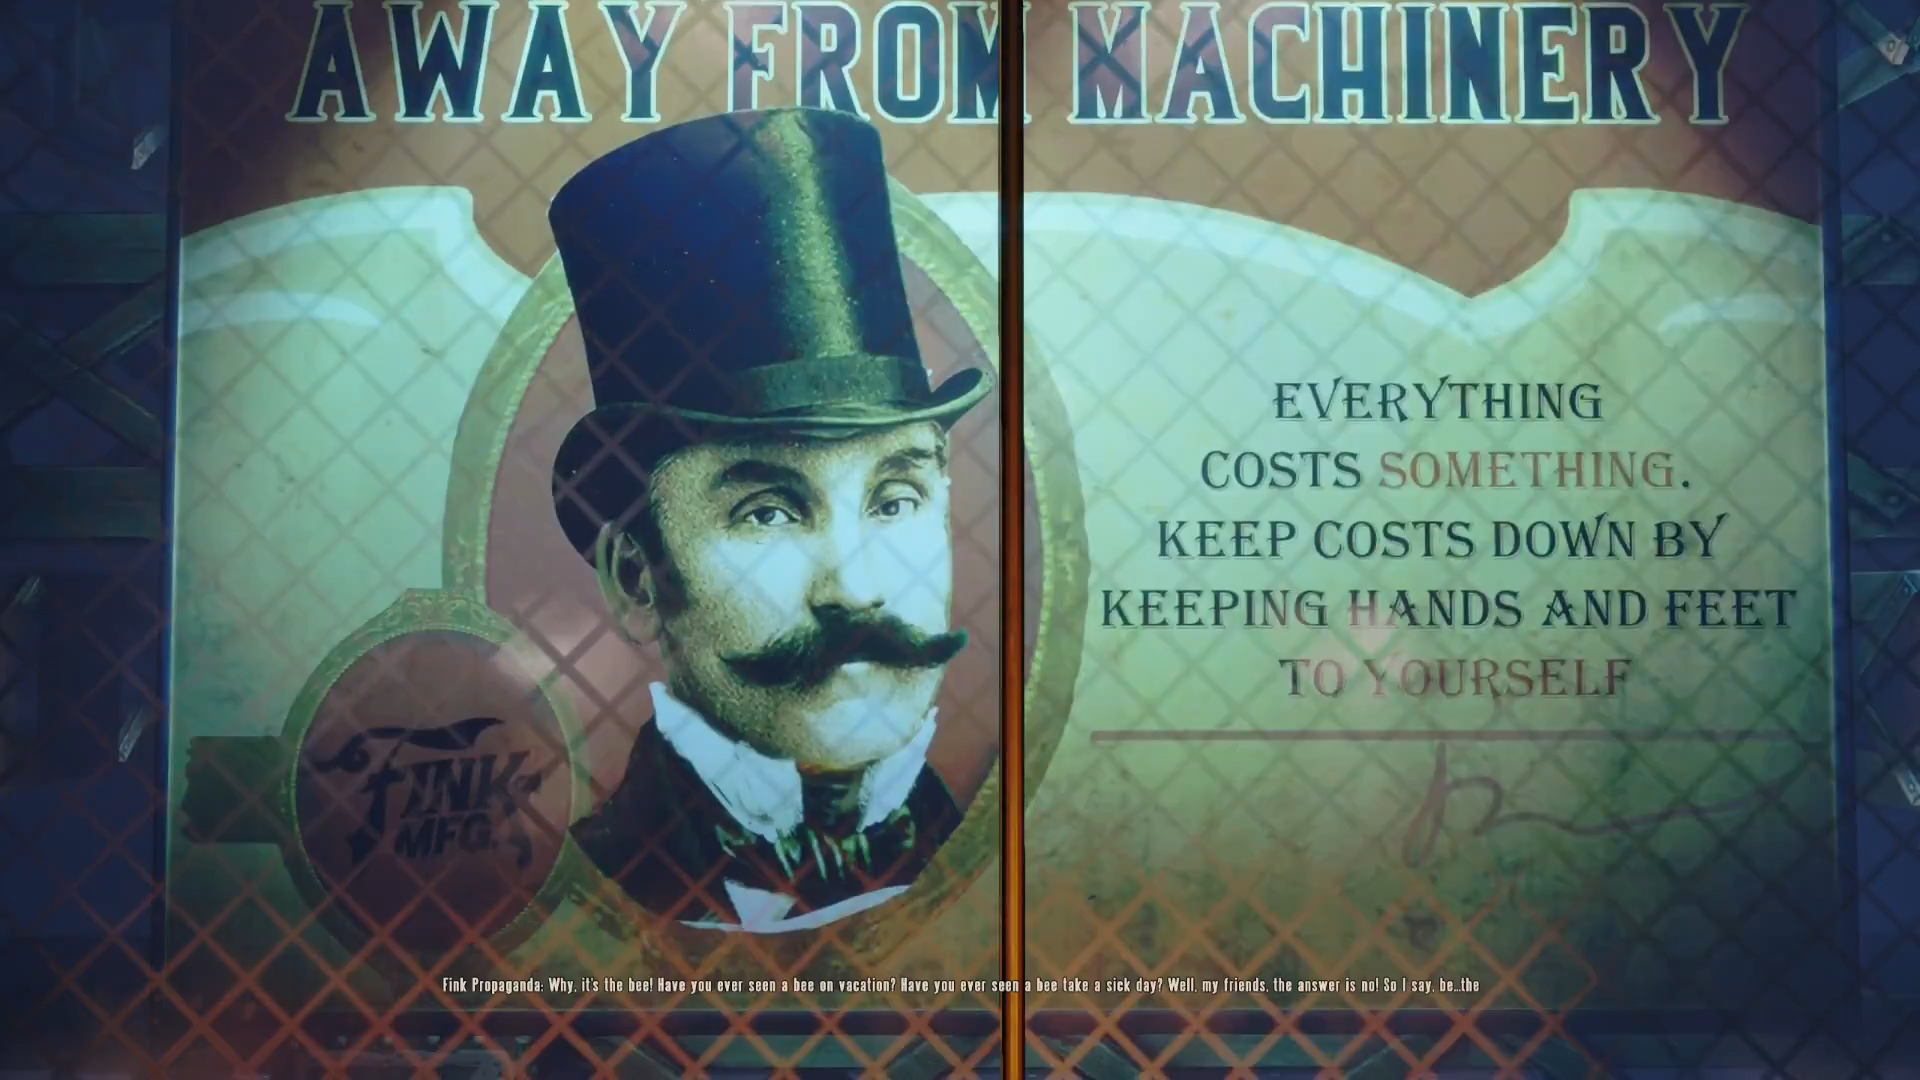 AWAY FROM MACHINERY
EVERYTHING
COSTS SOMETHING.
KEEP COSTS DOWN BY
KEEPING HANDS AND FEET
TO YOURSELF
FINK
MFG.
Fink Propaganda: Why, it's the bee! Have you ever seen a bee on vacation? Have you ever seen a bee take a sick day? Well, my friends, the answer is no! So I say, be...the